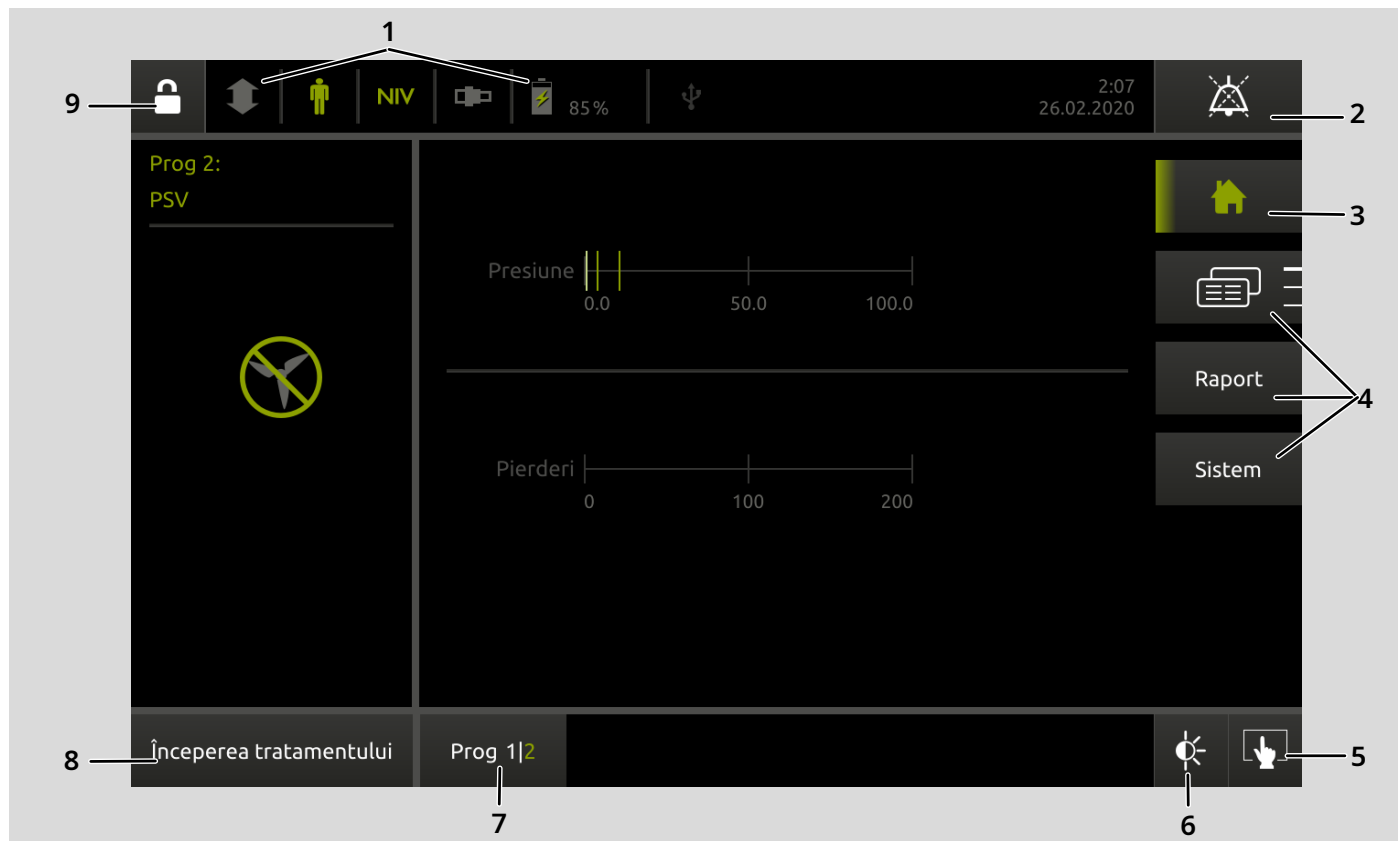 1
9
NIV
85%
2:07
26.02.2020
2
Prog 2:
PSV
3
Presiune
0.0 50.0 100.0
Raport
4
Pierderi
0 100 200
Sistem
8
Începerea tratamentului
Prog 1|2
5
7
6